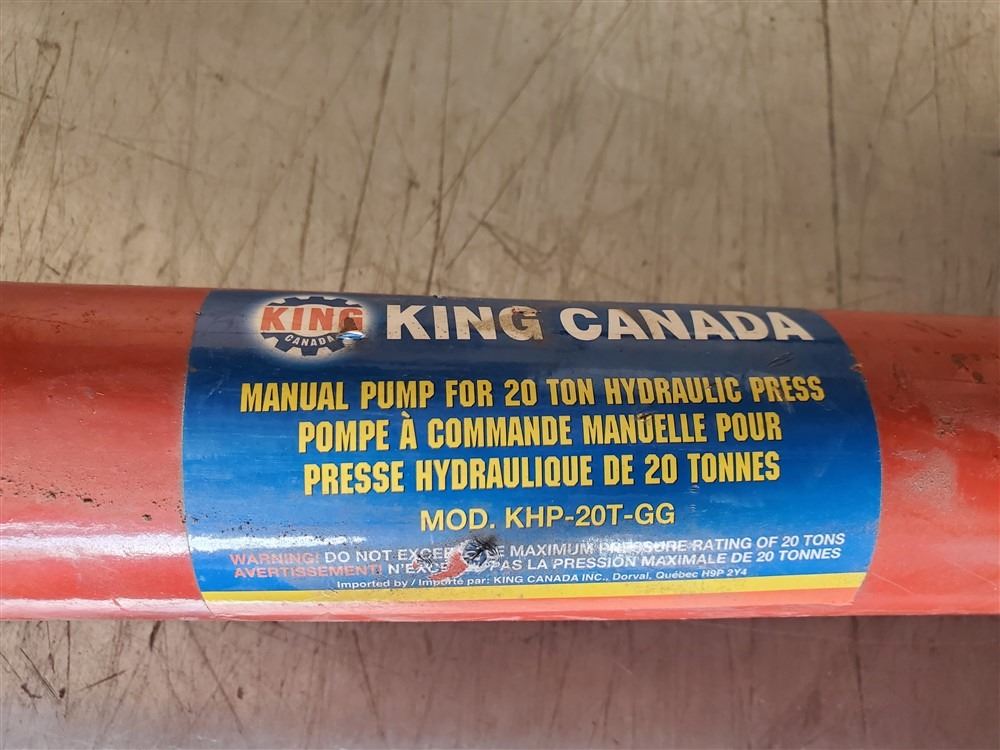 KING
CANADA
KING CANADA
MANUAL PUMP FOR 20 TON HYDRAULIC PRESS
POMPE À COMMANDE MANUELLE POUR
PRESSE HYDRAULIQUE DE 20 TONNES
MOD. KHP-20T-GG
WARNING! DO NOT MAXIMUM PRESSURE RATING OF 20 TONS
AVERTISSEMENT! PAS LA PRESSION MAXIMALE DE 20 TONNES
Imported by / Importé par: KING CANADA INC., Dorval, Québec H9P 2Y4